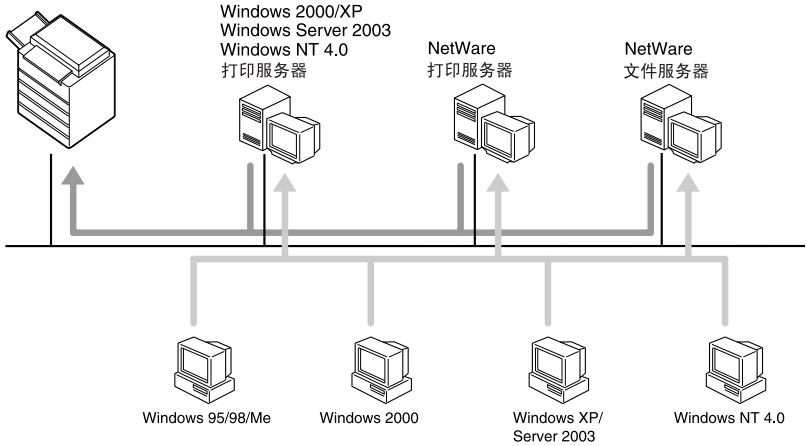 Windows 2000/XP
Windows Server 2003
Windows NT 4.0
打印服务器
NetWare
打印服务器
NetWare
文件服务器
Windows 95/98/Me
Windows 2000
Windows XP/
Server 2003
Windows NT 4.0